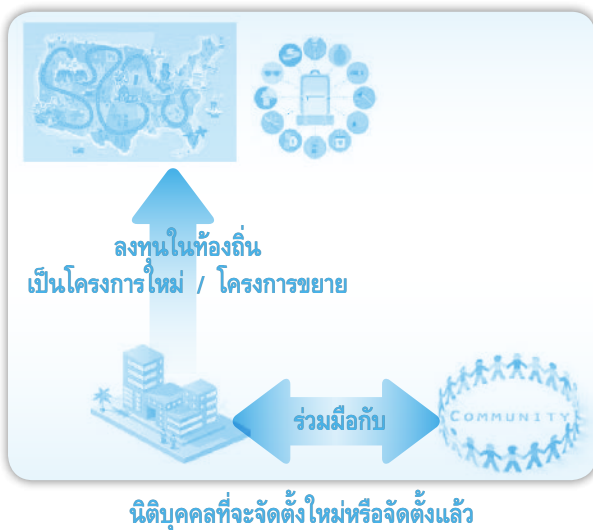 ลงทุนในท้องถิ่น
เป็นโครงการใหม่ / โครงการขยาย
ร่วมมือกับ
COMMUNITY
นิติบุคคลที่จะจัดตั้งใหม่หรือจัดตั้งแล้ว